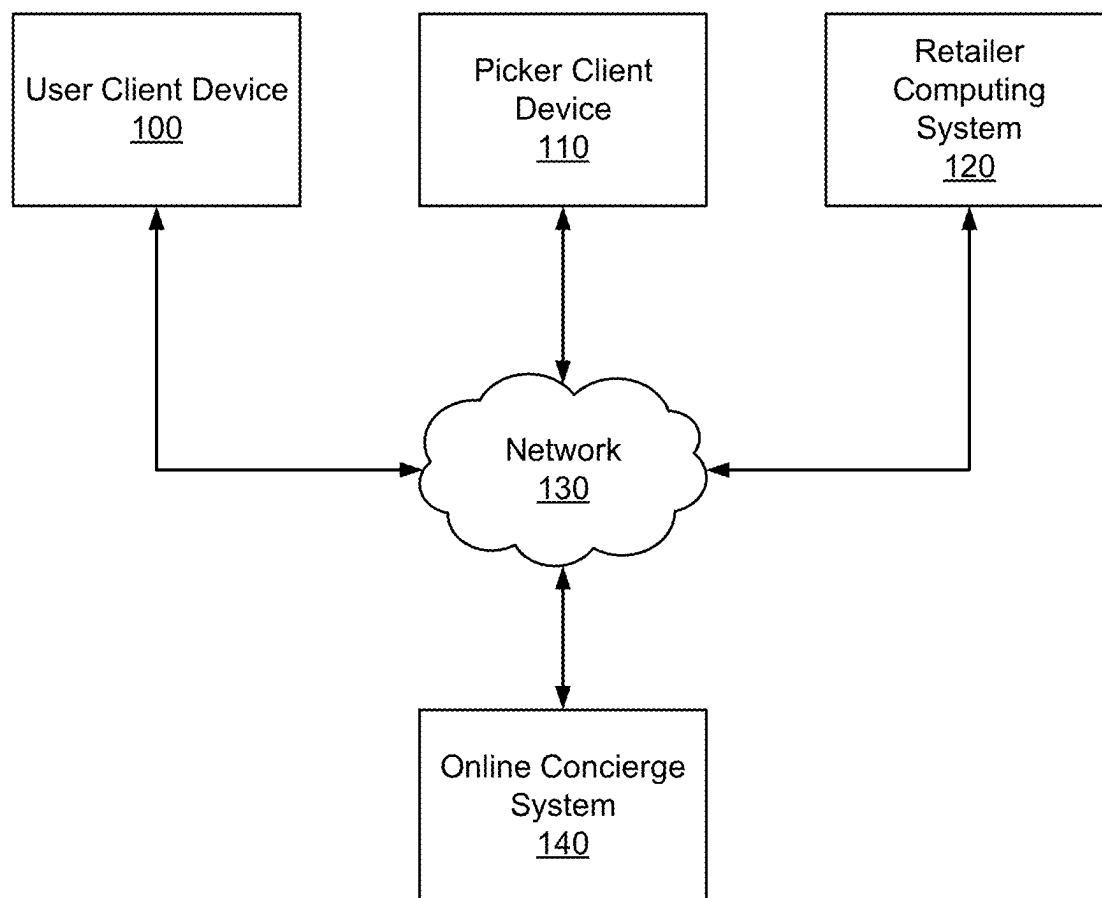 User Client Device
100
Picker Client
Device
110
Retailer
Computing
System
120
Network
130
Online Concierge
System
140